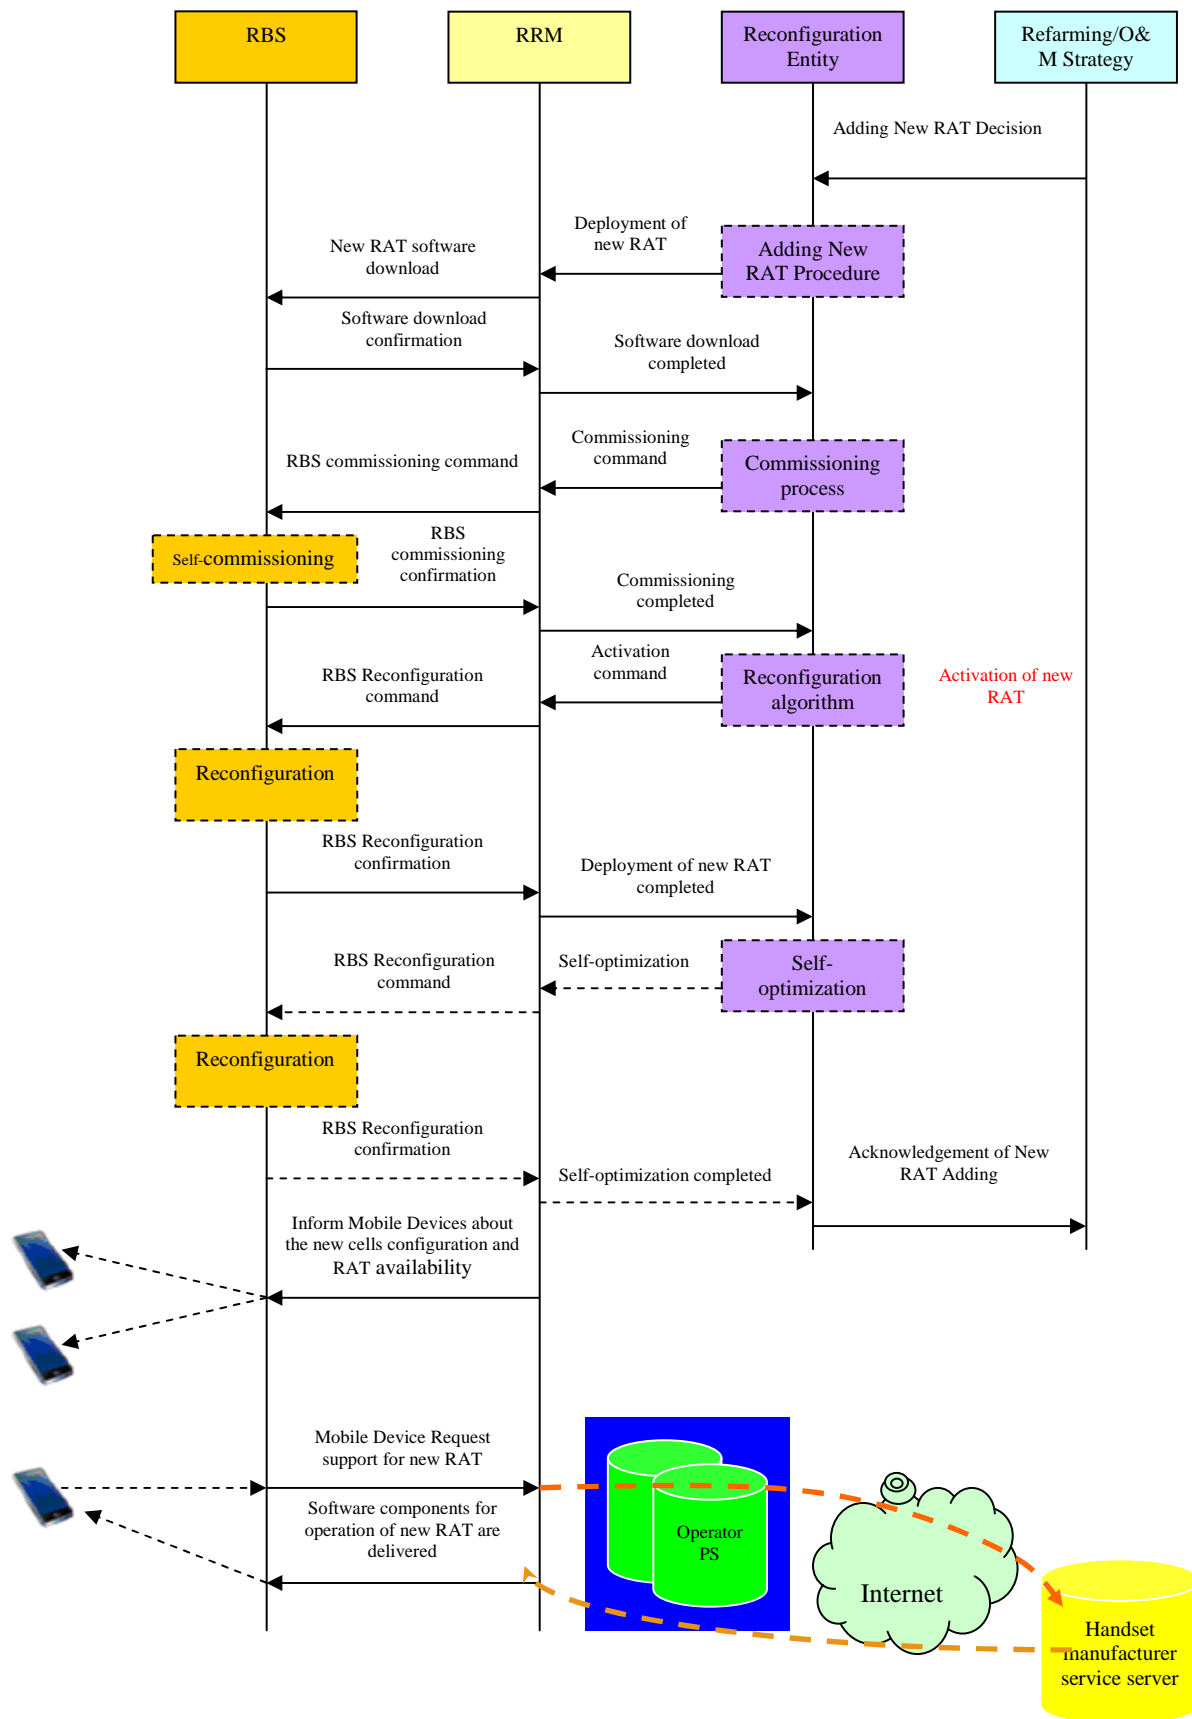 RBS
RRM
Reconfiguration
Entity
Refarming/O&
M Strategy
Adding New RAT Decision
Deployment of
new RAT
New RAT software
download
Adding New
RAT Procedure
Software download
confirmation
Software download
completed
Commissioning
command
RBS commissioning command
Commissioning
process
RBS
commissioning
confirmation
Self-commissioning
Commissioning
completed
Activation
command
RBS Reconfiguration
command
Reconfiguration
algorithm
Activation of new
RAT
Reconfiguration
RBS Reconfiguration
confirmation
Deployment of new RAT
completed
RBS Reconfiguration
command
Self-optimization
Self-
optimization
Reconfiguration
RBS Reconfiguration
confirmation
Self-optimization completed
Acknowledgement of New
RAT Adding
Inform Mobile Devices about
the new cells configuration and
RAT availability
Mobile Device Request
support for new RAT
Software components for
operation of new RAT are
delivered
Operator
PS
Internet
Handset
manufacturer
service server